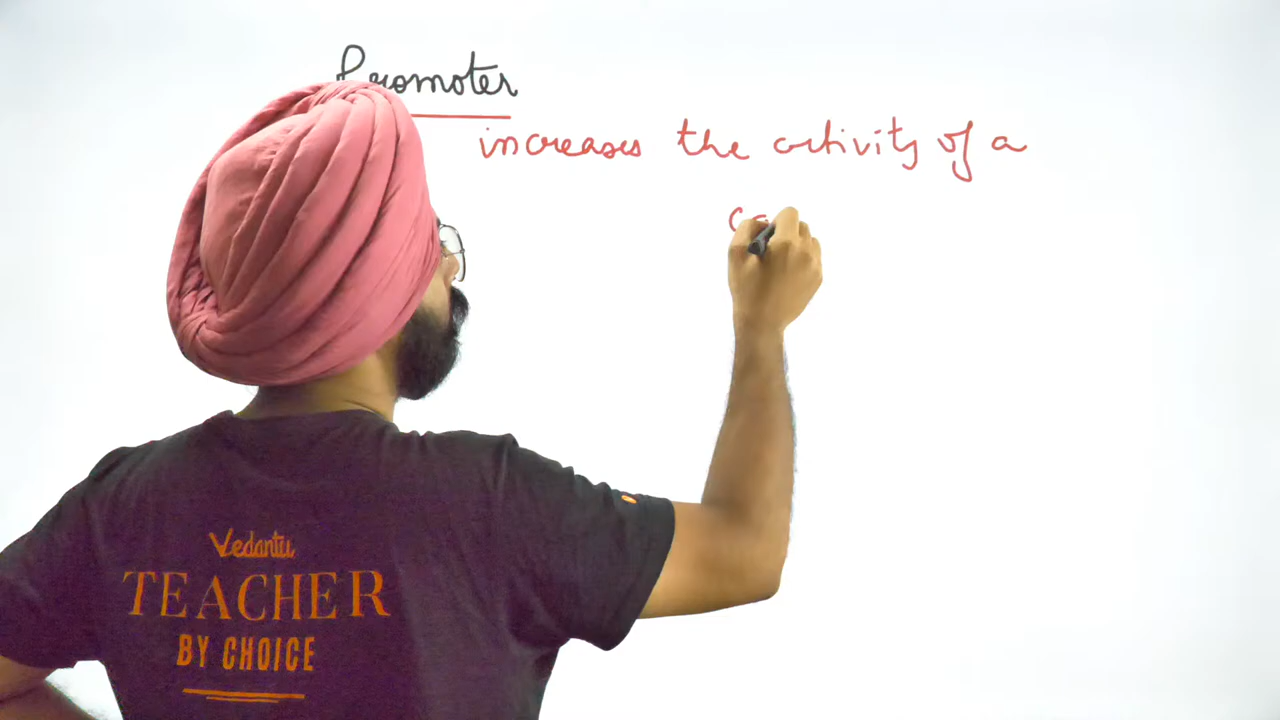 Promoter
increases the activity of a
Vedantu
TEACHER
BY CHOICE